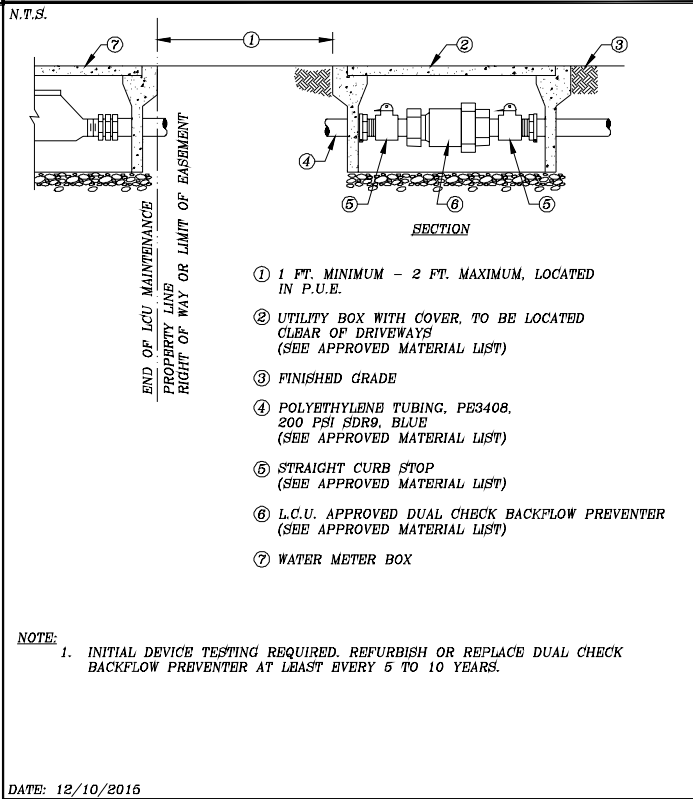 N.T.S.
7
1
2
3
4
5
6
5
SECTION
END OF LCU MAINTENANCE
PROPERTY LINE
RIGHT OF WAY OR LIMIT OF EASEMENT
1 1 FT. MINIMUM – 2 FT. MAXIMUM, LOCATED
IN P.U.E.
2 UTILITY BOX WITH COVER, TO BE LOCATED
CLEAR OF DRIVEWAYS
(SEE APPROVED MATERIAL LIST)
3 FINISHED GRADE
4 POLYETHYLENE TUBING, PE3408,
200 PSI SDR9, BLUE
(SEE APPROVED MATERIAL LIST)
5 STRAIGHT CURB STOP
(SEE APPROVED MATERIAL LIST)
6 L.C.U. APPROVED DUAL CHECK BACKFLOW PREVENTER
(SEE APPROVED MATERIAL LIST)
7 WATER METER BOX
NOTE:
1. INITIAL DEVICE TESTING REQUIRED. REFURBISH OR REPLACE DUAL CHECK
BACKFLOW PREVENTER AT LEAST EVERY 5 TO 10 YEARS.
DATE: 12/10/2015